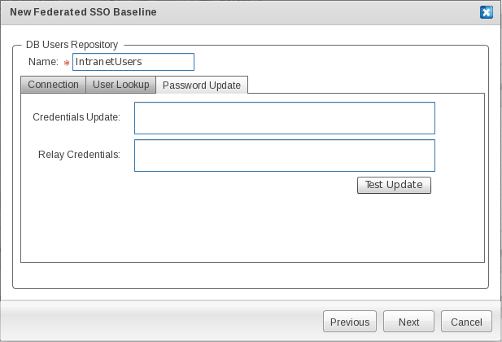 New Federated SSO Baseline
DB Users Repository
Name: * IntranetUsers
Connection User Lookup Password Update
Credentials Update:
Relay Credentials:
Test Update
Previous Next Cancel